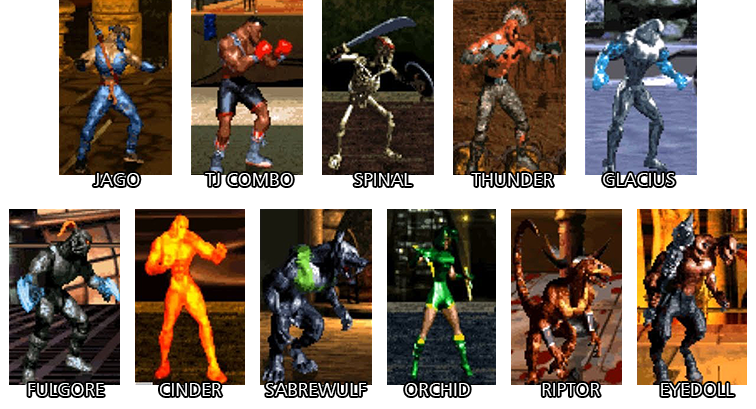 JAGO TJ COMBO SPINAL THUNDER GLACIUS
FULGORE CINDER SABREWULF ORCHID RIPTOR EYEDOLL